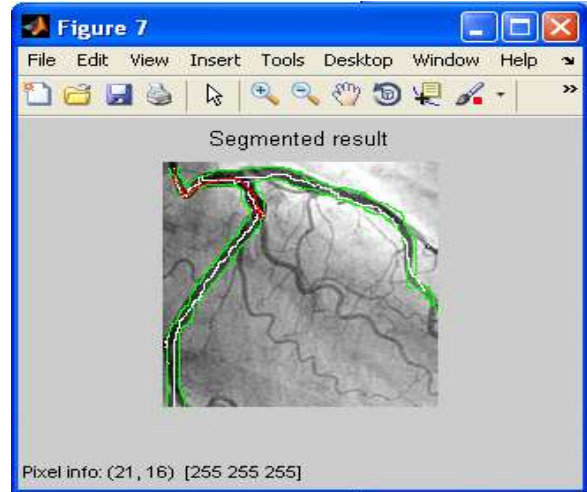 Figure 7
File Edit View Insert Tools Desktop Window Help
Segmented result
Pixel info: (21, 16) [255 255 255]